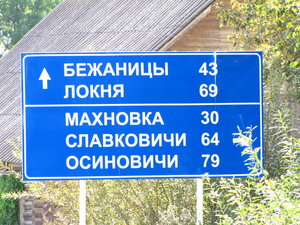 БЕЖАНИЦЫ 43
ЛОКНЯ 69
МАХНОВКА 30
СЛАВКОВИЧИ 64
ОСИНОВИЧИ 79